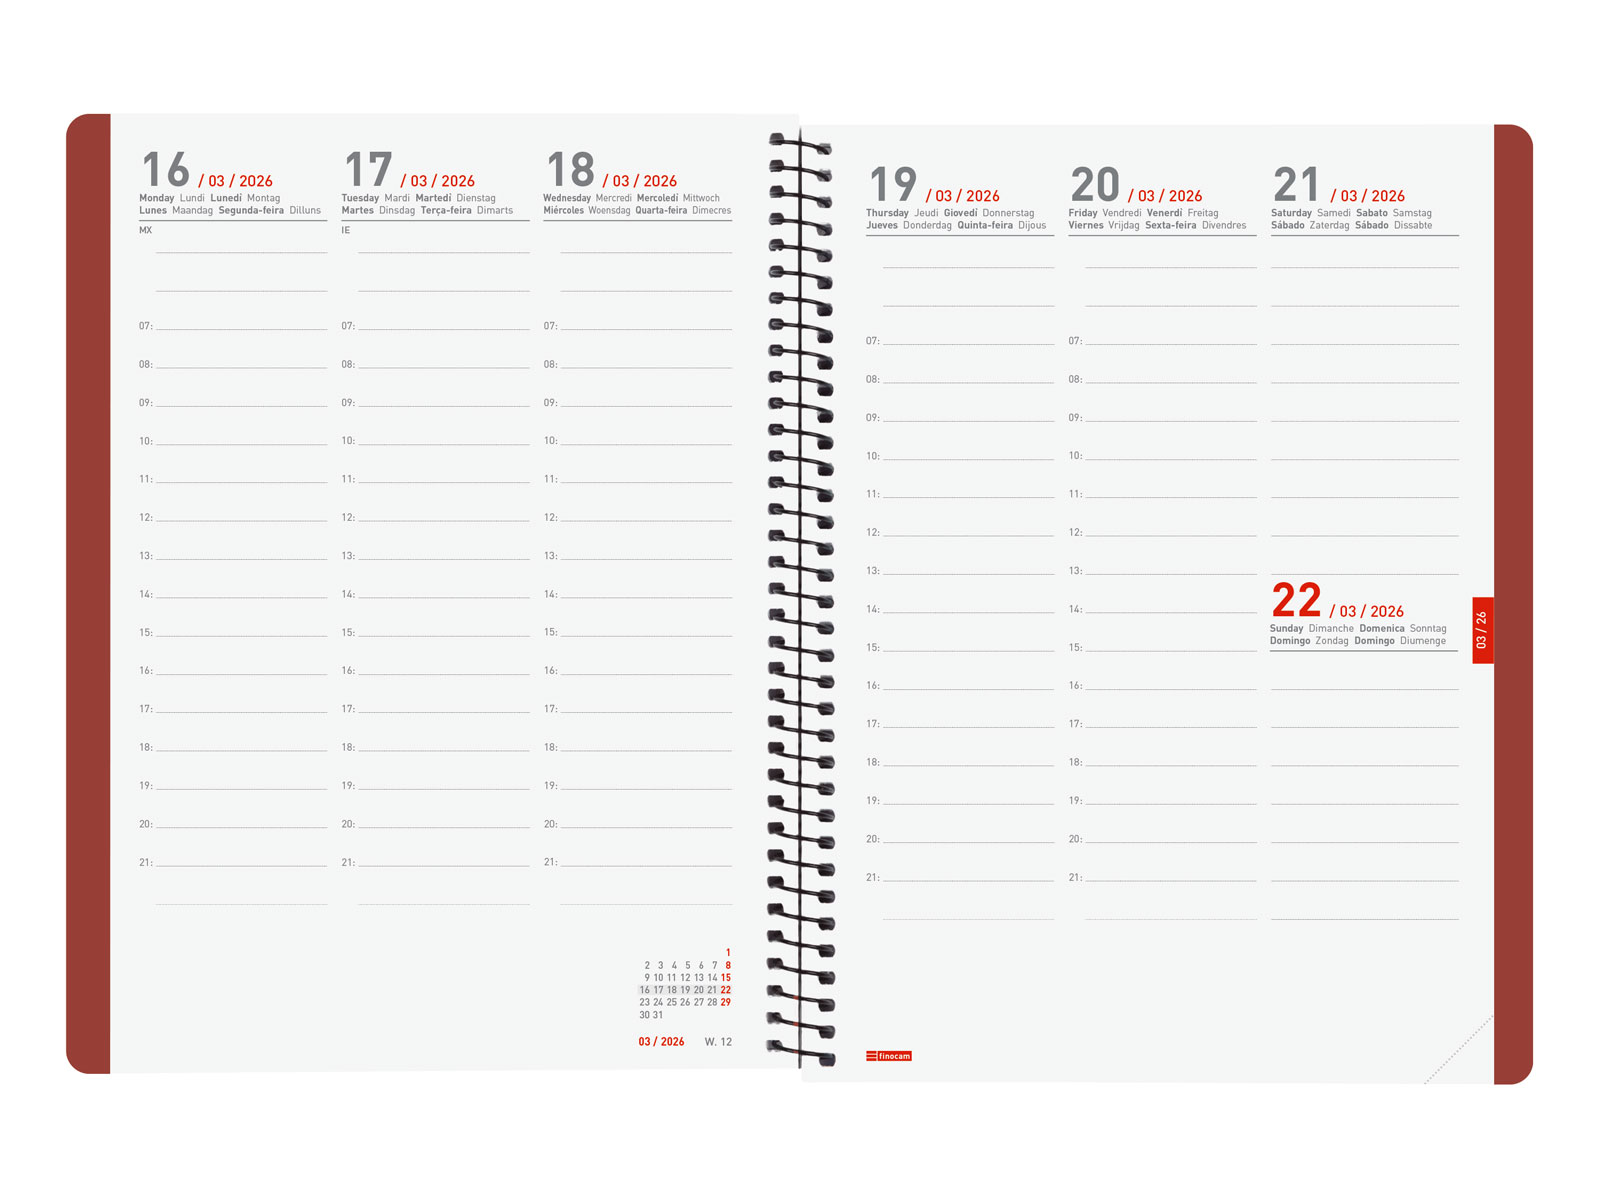 16 / 03 / 2026
Monday Lundi Lunedí Montag
Lunes Maandag Segunda-feira Dilluns
MX
07:
08:
09:
10:
11:
12:
13:
14:
15:
16:
17:
18:
19:
20:
21:
17 / 03 / 2026
Tuesday Mardi Martedí Dienstag
Martes Dinsdag Terça-feira Dimarts
IE
07:
08:
09:
10:
11:
12:
13:
14:
15:
16:
17:
18:
19:
20:
21:
18 / 03 / 2026
Wednesday Mercredi Mercoledí Mittwoch
Miércoles Woensdag Quarta-feira Dimecres
07:
08:
09:
10:
11:
12:
13:
14:
15:
16:
17:
18:
19:
20:
21:
1
2 3 4 5 6 7 8
9 10 11 12 13 14 15
16 17 18 19 20 21 22
23 24 25 26 27 28 29
30 31
03 / 2026 W. 12
19 / 03 / 2026
Thursday Jeudi Giovedí Donnerstag
Jueves Donderdag Quinta-feira Dijous
07:
08:
09:
10:
11:
12:
13:
14:
15:
16:
17:
18:
19:
20:
21:
20 / 03 / 2026
Friday Vendredi Venerdí Freitag
Viernes Vrijdag Sexta-feira Divendres
07:
08:
09:
10:
11:
12:
13:
14:
15:
16:
17:
18:
19:
20:
21:
21 / 03 / 2026
Saturday Samedi Sabato Samstag
Sábado Zaterdag Sábado Dissabte
22 / 03 / 2026
Sunday Dimanche Domenica Sonntag
Domingo Zondag Domingo Diumenge
03 / 26
finocam